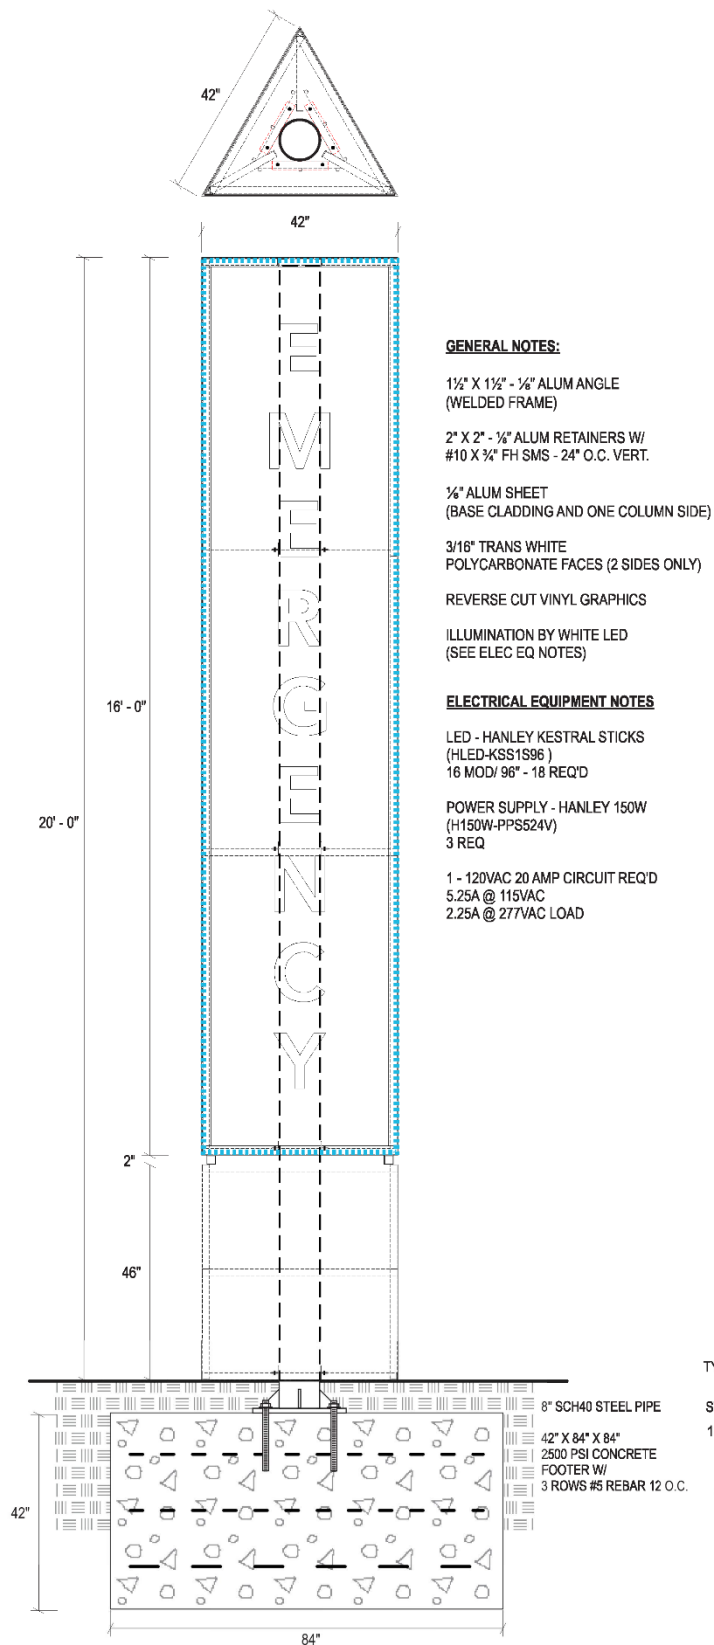 42"
42"
GENERAL NOTES:
1½" X 1½" - ⅛" ALUM ANGLE
(WELDED FRAME)
2" X 2" - ⅛" ALUM RETAINERS W/
#10 X ¾" FH SMS - 24" O.C. VERT.
⅛" ALUM SHEET
(BASE CLADDING AND ONE COLUMN SIDE)
3/16" TRANS WHITE
POLYCARBONATE FACES (2 SIDES ONLY)
REVERSE CUT VINYL GRAPHICS
ILLUMINATION BY WHITE LED
(SEE ELEC EQ NOTES)
ELECTRICAL EQUIPMENT NOTES
LED - HANLEY KESTRAL STICKS
(HLED-KSS1S96 )
16 MOD/ 96" - 18 REQ'D
POWER SUPPLY - HANLEY 150W
(H150W-PPS524V)
3 REQ
1 - 120VAC 20 AMP CIRCUIT REQ'D
5.25A @ 115VAC
2.25A @ 277VAC LOAD
EMERGENCY
16' - 0"
20' - 0"
2"
46"
8" SCH40 STEEL PIPE
42" X 84" X 84"
2500 PSI CONCRETE
FOOTER W/
3 ROWS #5 REBAR 12 O.C.
42"
84"